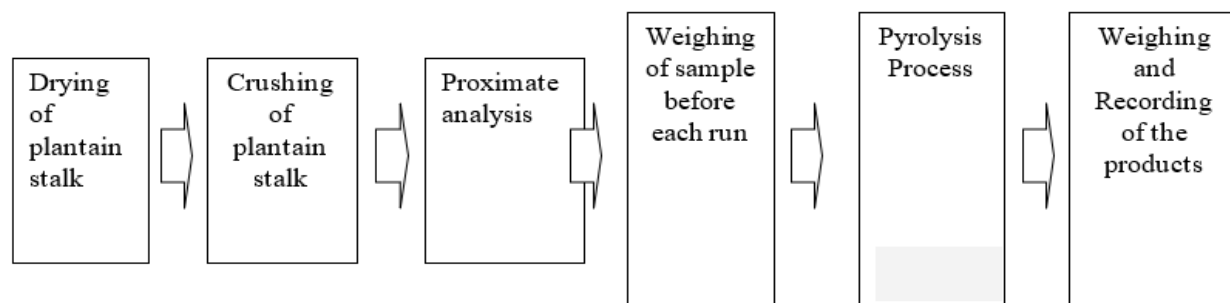 Drying
of
plantain
stalk
Crushing
of
plantain
stalk
Proximate
analysis
Weighing
of sample
before
each run
Pyrolysis
Process
Weighing
and
Recording
of the
products